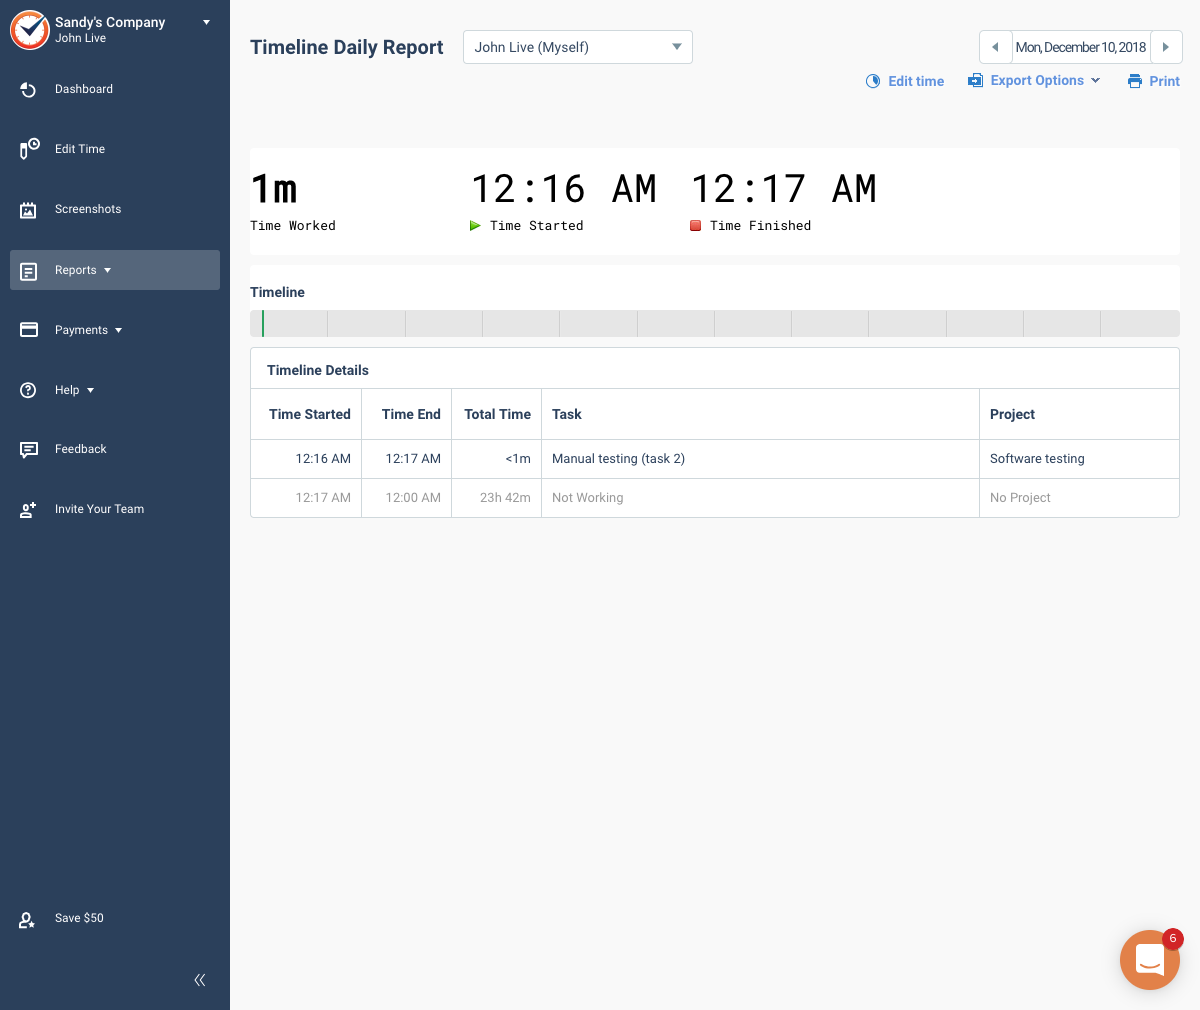 Sandy's Company
John Live
Dashboard
Edit Time
Screenshots
Reports
Payments
Help
Feedback
Invite Your Team
Save $50
Timeline Daily Report
John Live (Myself)
Mon, December 10, 2018
Edit time
Export Options
Print
1m
Time Worked
12:16 AM
Time Started
12:17 AM
Time Finished
Timeline
Timeline Details
Time Started Time End Total Time Task Project
12:16 AM 12:17 AM <1m Manual testing (task 2) Software testing
12:17 AM 12:00 AM 23h 42m Not Working No Project
6